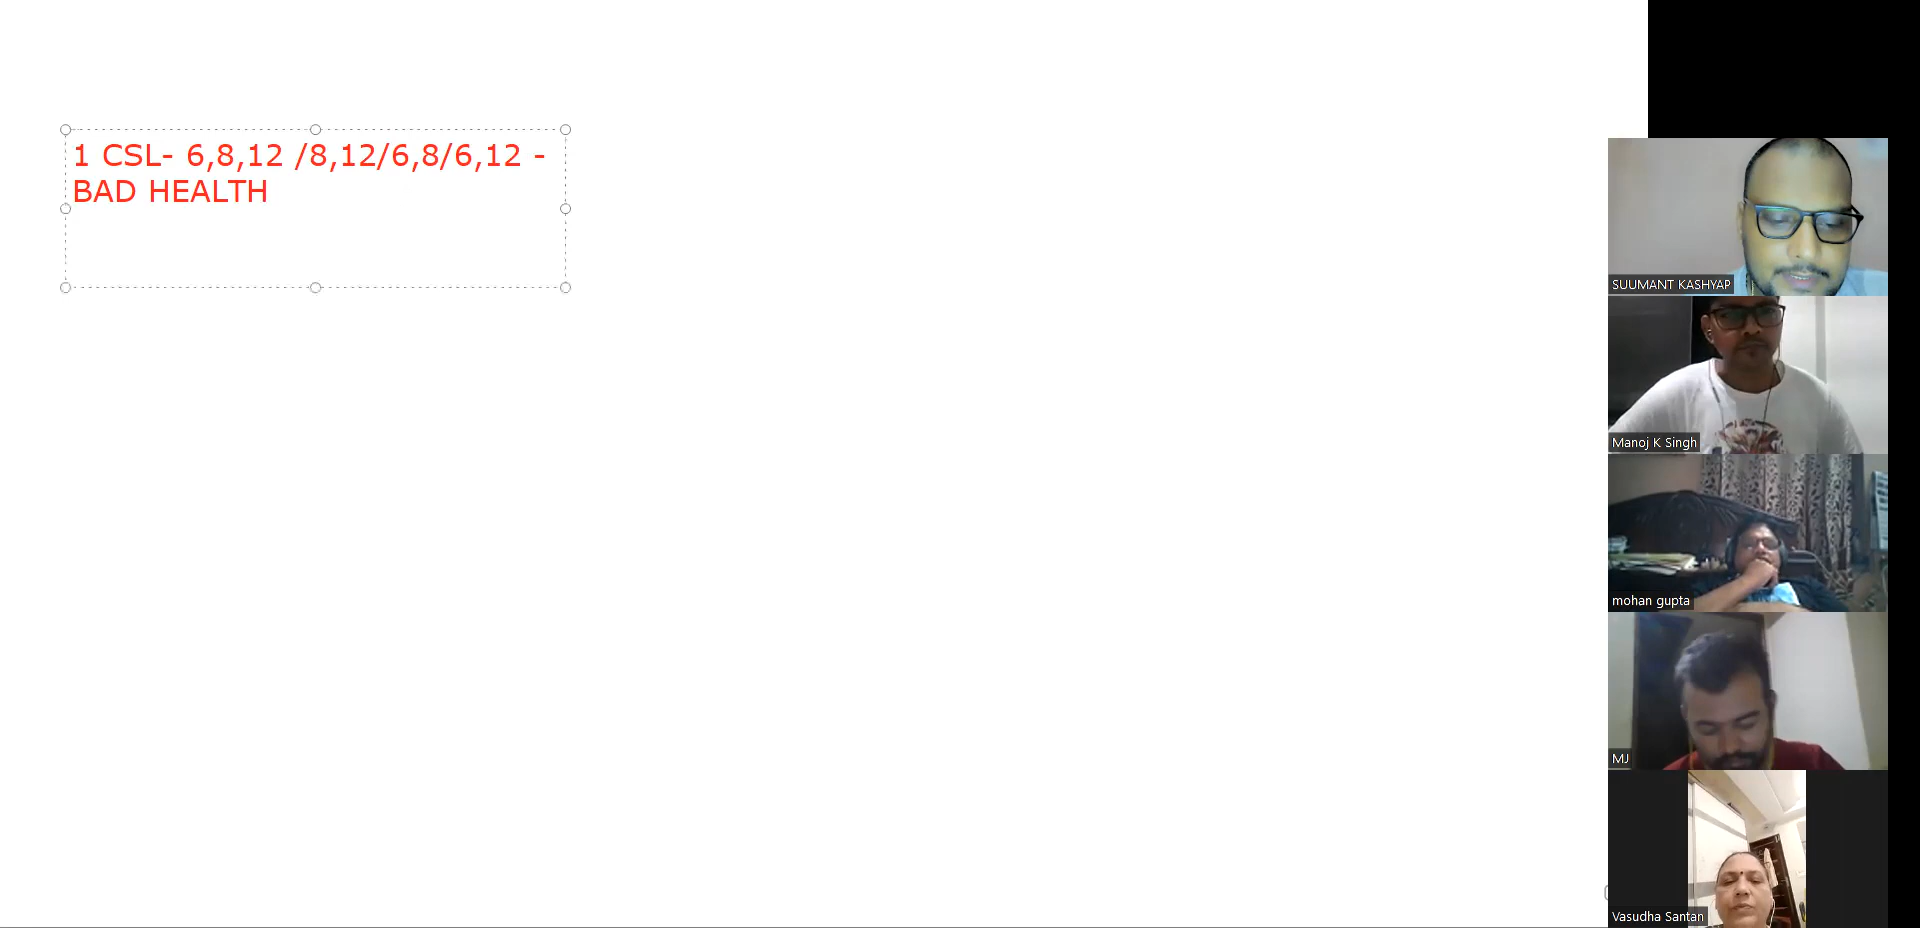 1 CSL- 6,8,12 /8,12/6,8/6,12 -
BAD HEALTH
SUUMANT KASHYAP
Manoj K Singh
mohan gupta
MJ
Vasudha Santan